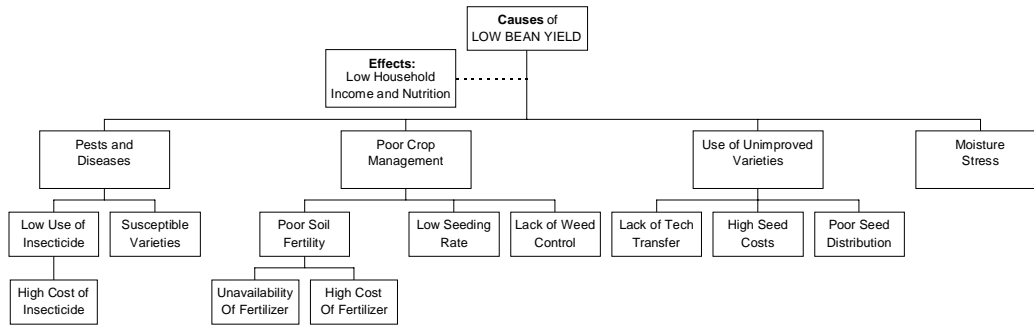 Causes of
LOW BEAN YIELD
Effects:
Low Household
Income and Nutrition
Pests and
Diseases
Poor Crop
Management
Use of Unimproved
Varieties
Moisture
Stress
Low Use of
Insecticide
Susceptible
Varieties
Poor Soil
Fertility
Low Seeding
Rate
Lack of Weed
Control
Lack of Tech
Transfer
High Seed
Costs
Poor Seed
Distribution
High Cost of
Insecticide
Unavailability
Of Fertilizer
High Cost
Of Fertilizer